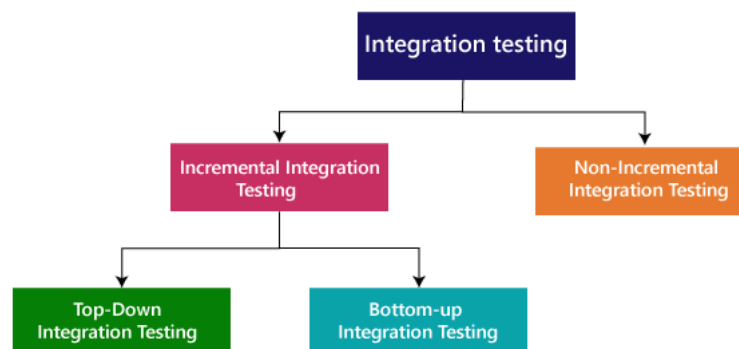 Integration testing
Incremental Integration
Testing
Non-Incremental
Integration Testing
Top-Down
Integration Testing
Bottom-up
Integration Testing